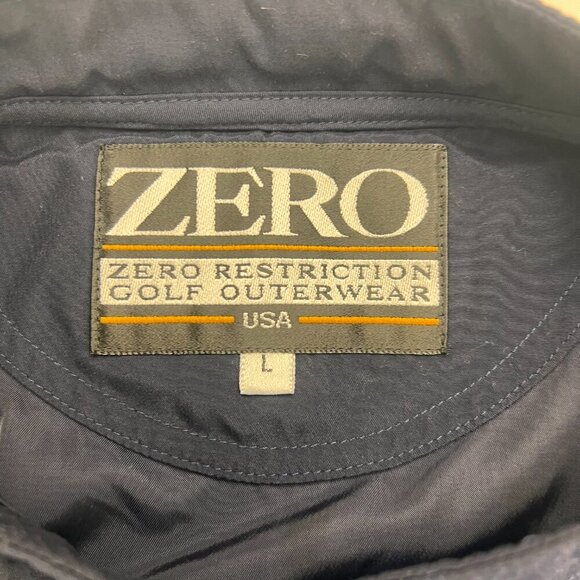 ZERO
ZERO RESTRICTION
GOLF OUTERWEAR
USA
L